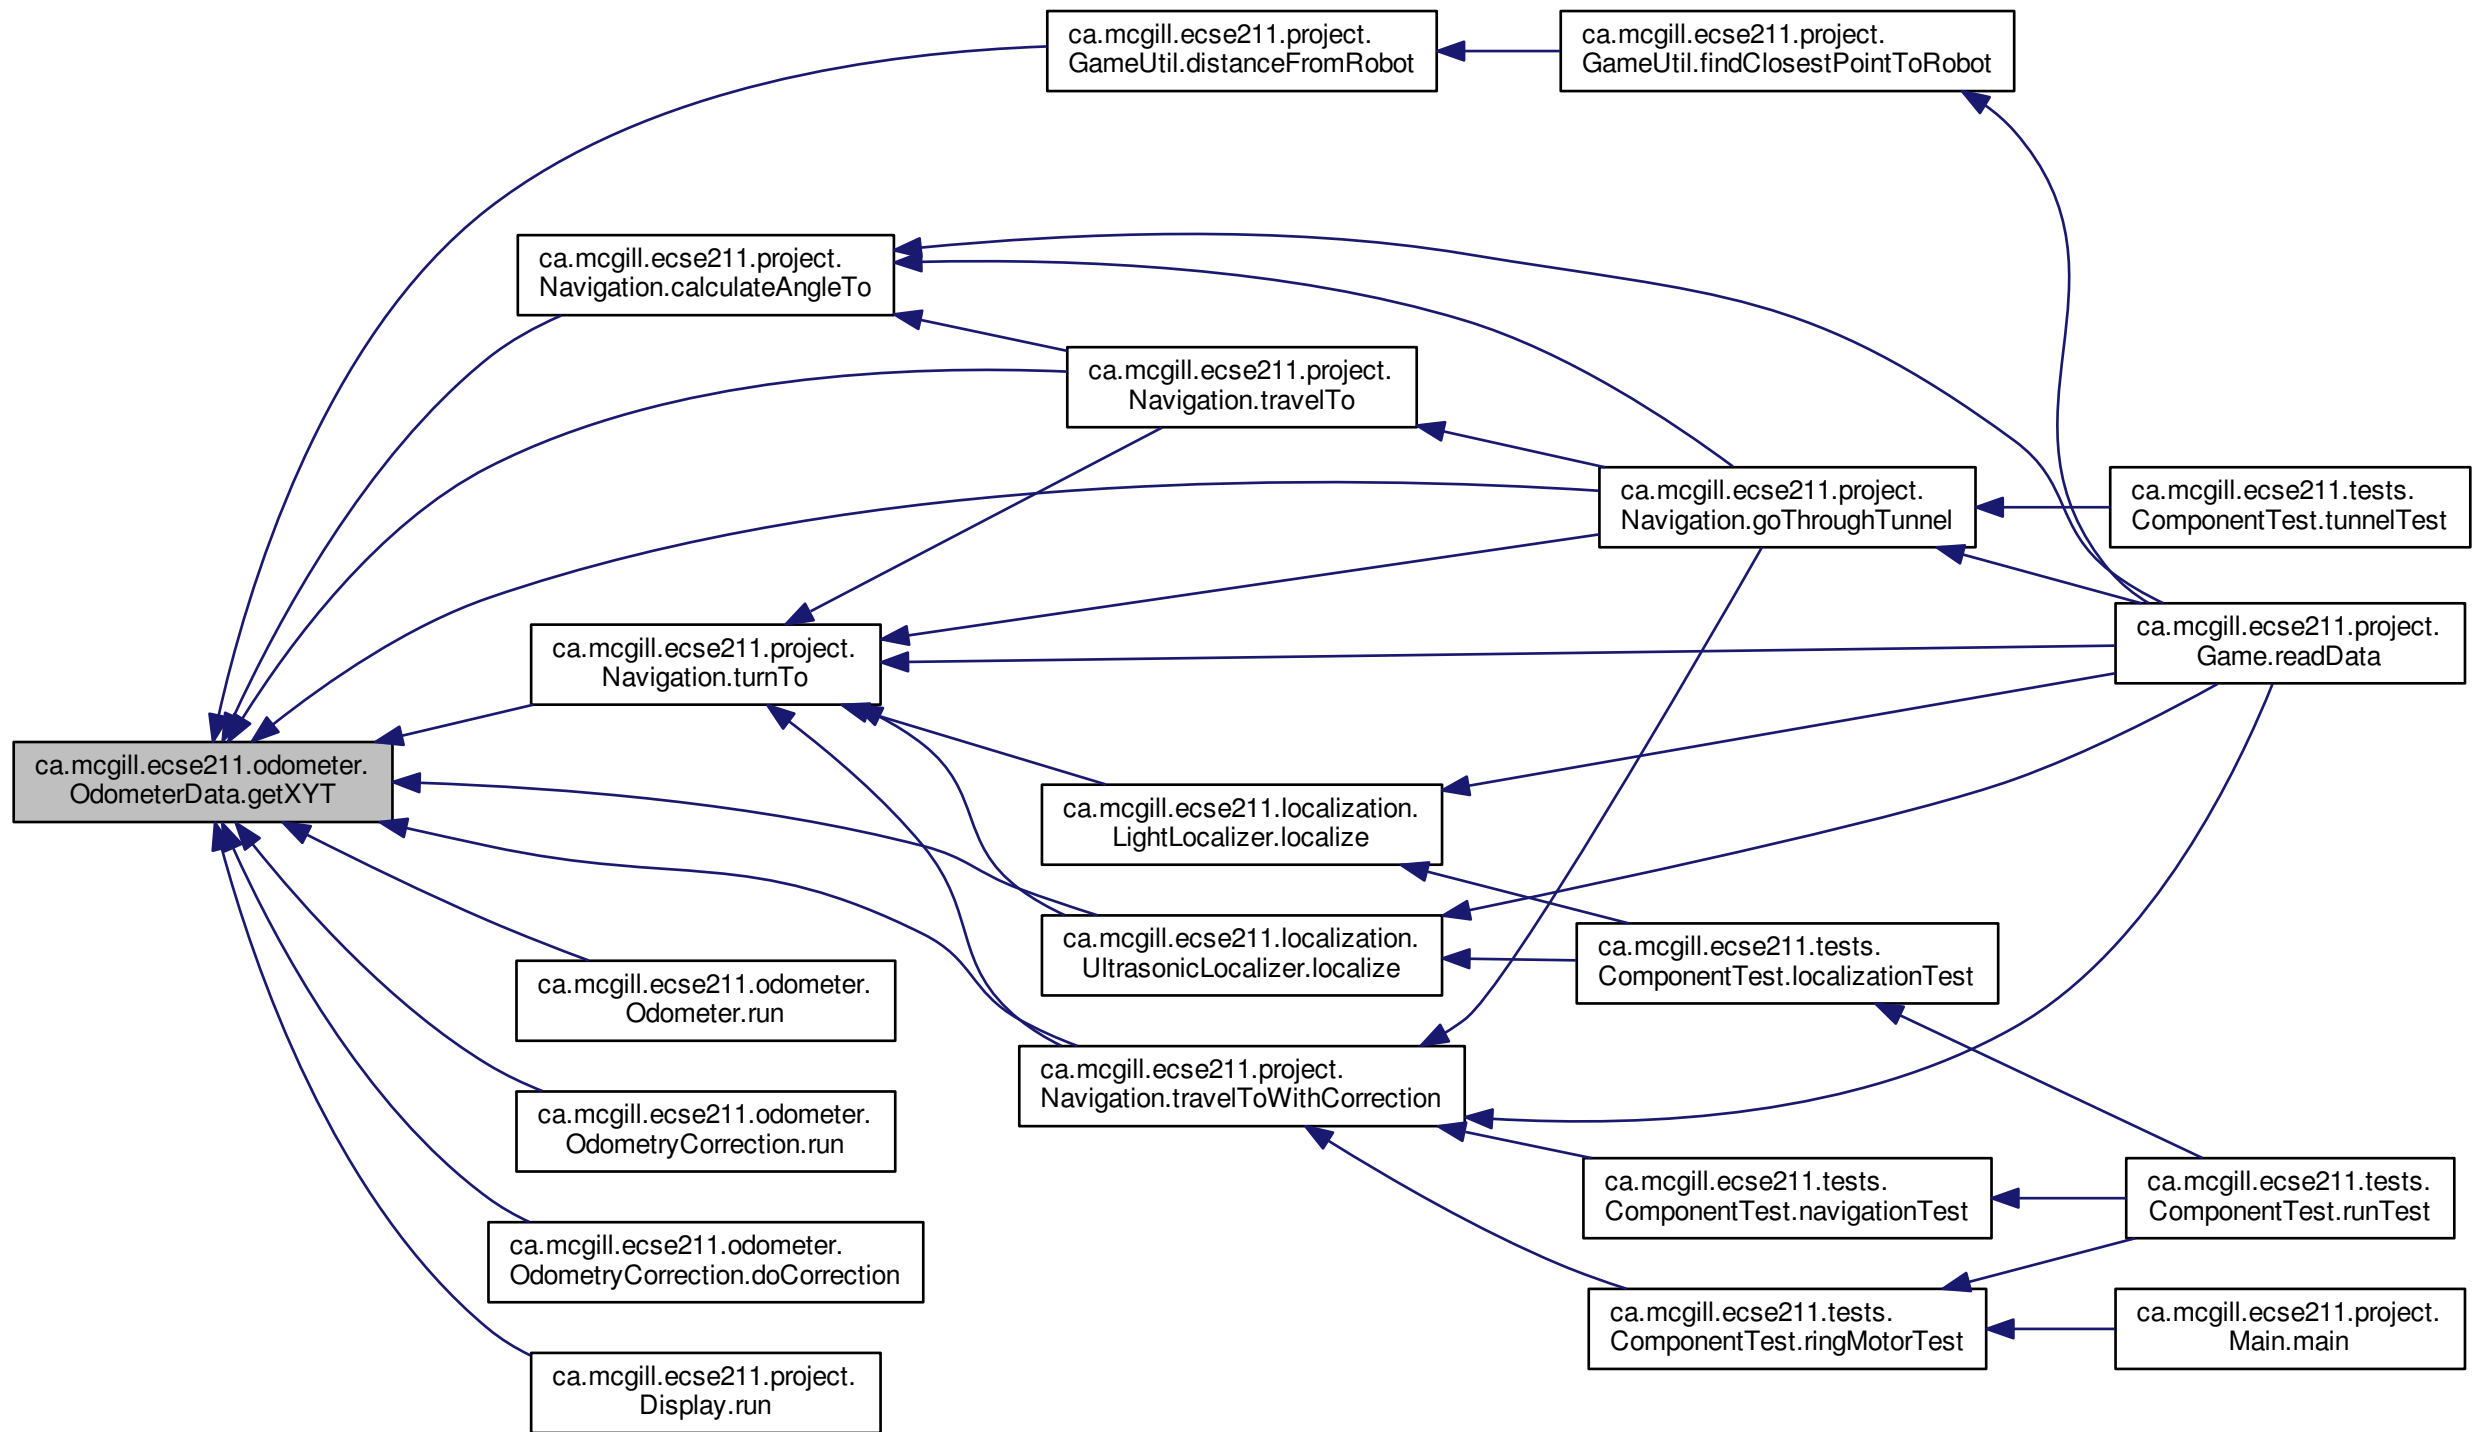 ca.mcgill.ecse211.project.
GameUtil.distanceFromRobot
ca.mcgill.ecse211.project.
GameUtil.findClosestPointToRobot
ca.mcgill.ecse211.project.
Navigation.calculateAngleTo
ca.mcgill.ecse211.project.
Navigation.travelTo
ca.mcgill.ecse211.project.
Navigation.goThroughTunnel
ca.mcgill.ecse211.tests.
ComponentTest.tunnelTest
ca.mcgill.ecse211.project.
Navigation.turnTo
ca.mcgill.ecse211.project.
Game.readData
ca.mcgill.ecse211.odometer.
OdometerData.getXYT
ca.mcgill.ecse211.localization.
LightLocalizer.localize
ca.mcgill.ecse211.localization.
UltrasonicLocalizer.localize
ca.mcgill.ecse211.tests.
ComponentTest.localizationTest
ca.mcgill.ecse211.odometer.
Odometer.run
ca.mcgill.ecse211.project.
Navigation.travelToWithCorrection
ca.mcgill.ecse211.odometer.
OdometryCorrection.run
ca.mcgill.ecse211.tests.
ComponentTest.navigationTest
ca.mcgill.ecse211.tests.
ComponentTest.runTest
ca.mcgill.ecse211.odometer.
OdometryCorrection.doCorrection
ca.mcgill.ecse211.tests.
ComponentTest.ringMotorTest
ca.mcgill.ecse211.project.
Main.main
ca.mcgill.ecse211.project.
Display.run